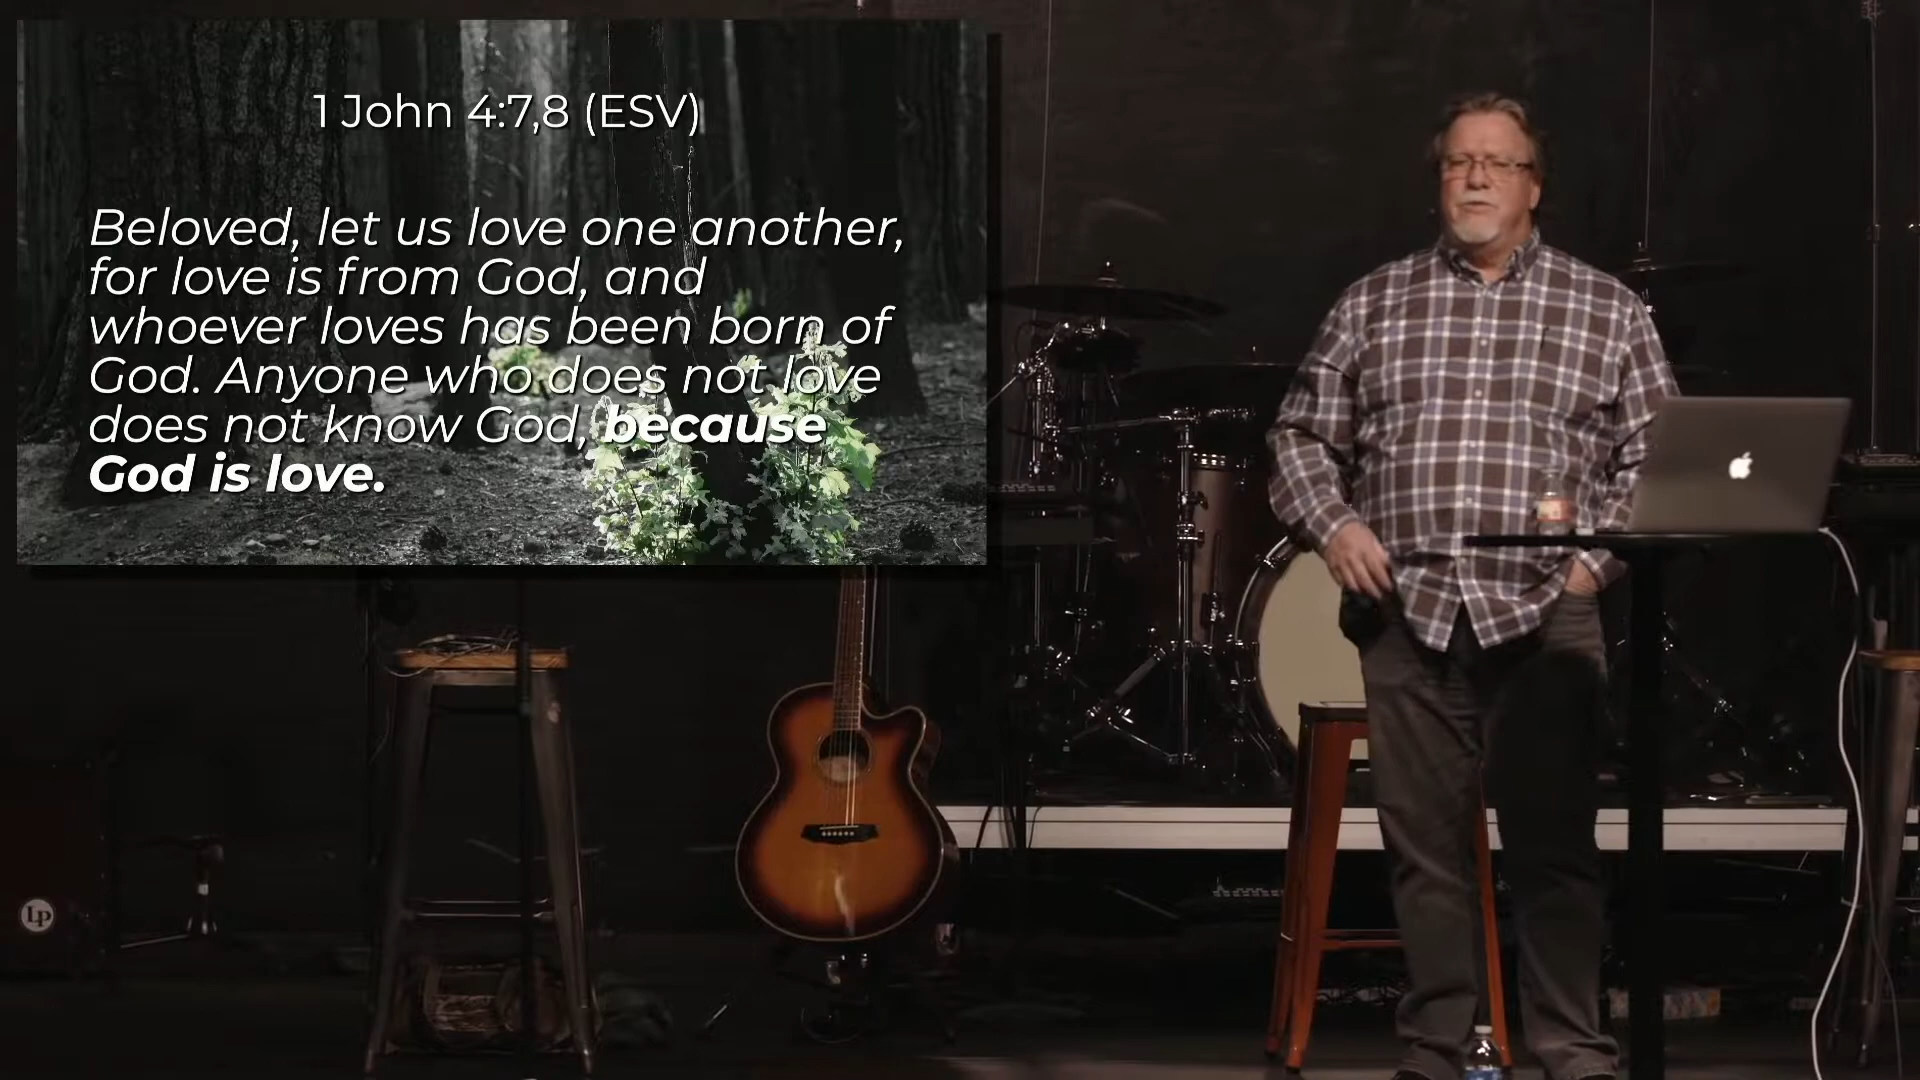 1 John 4:7,8 (ESV)
Beloved, let us love one another,
for love is from God, and
whoever loves has been born of
God. Anyone who does not love
does not know God, because
God is love.
LP